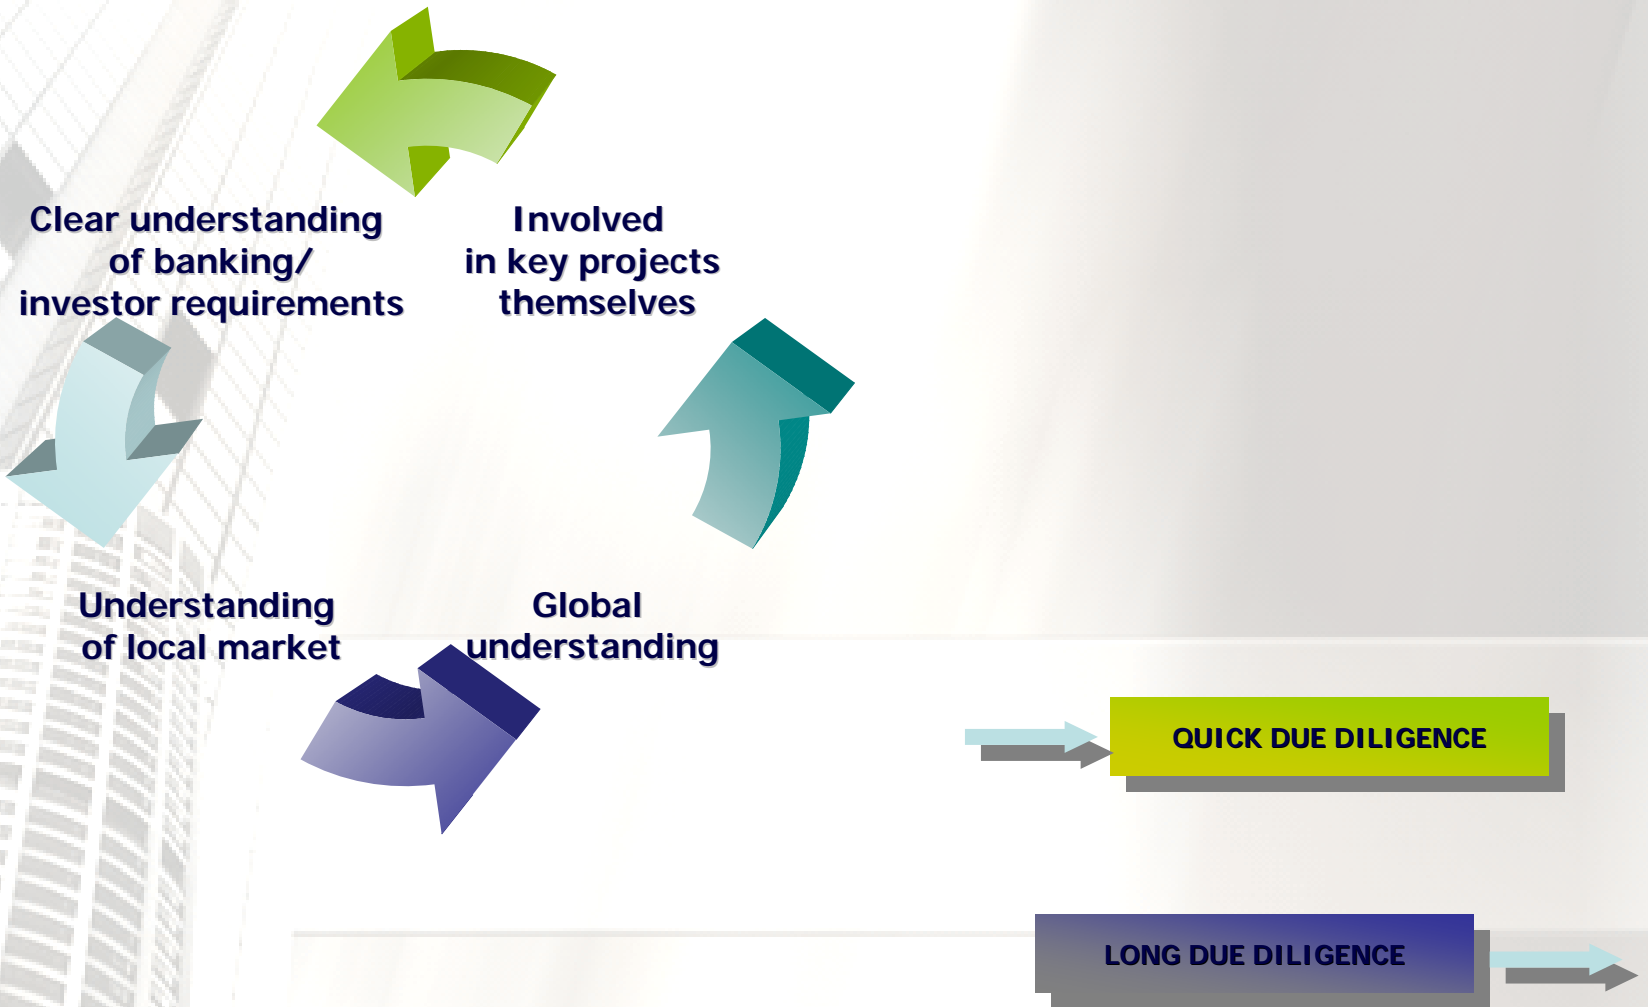 Clear understanding
of banking/
investor requirements
Involved
in key projects
themselves
Understanding
of local market
Global
understanding
QUICK DUE DILIGENCE
LONG DUE DILIGENCE